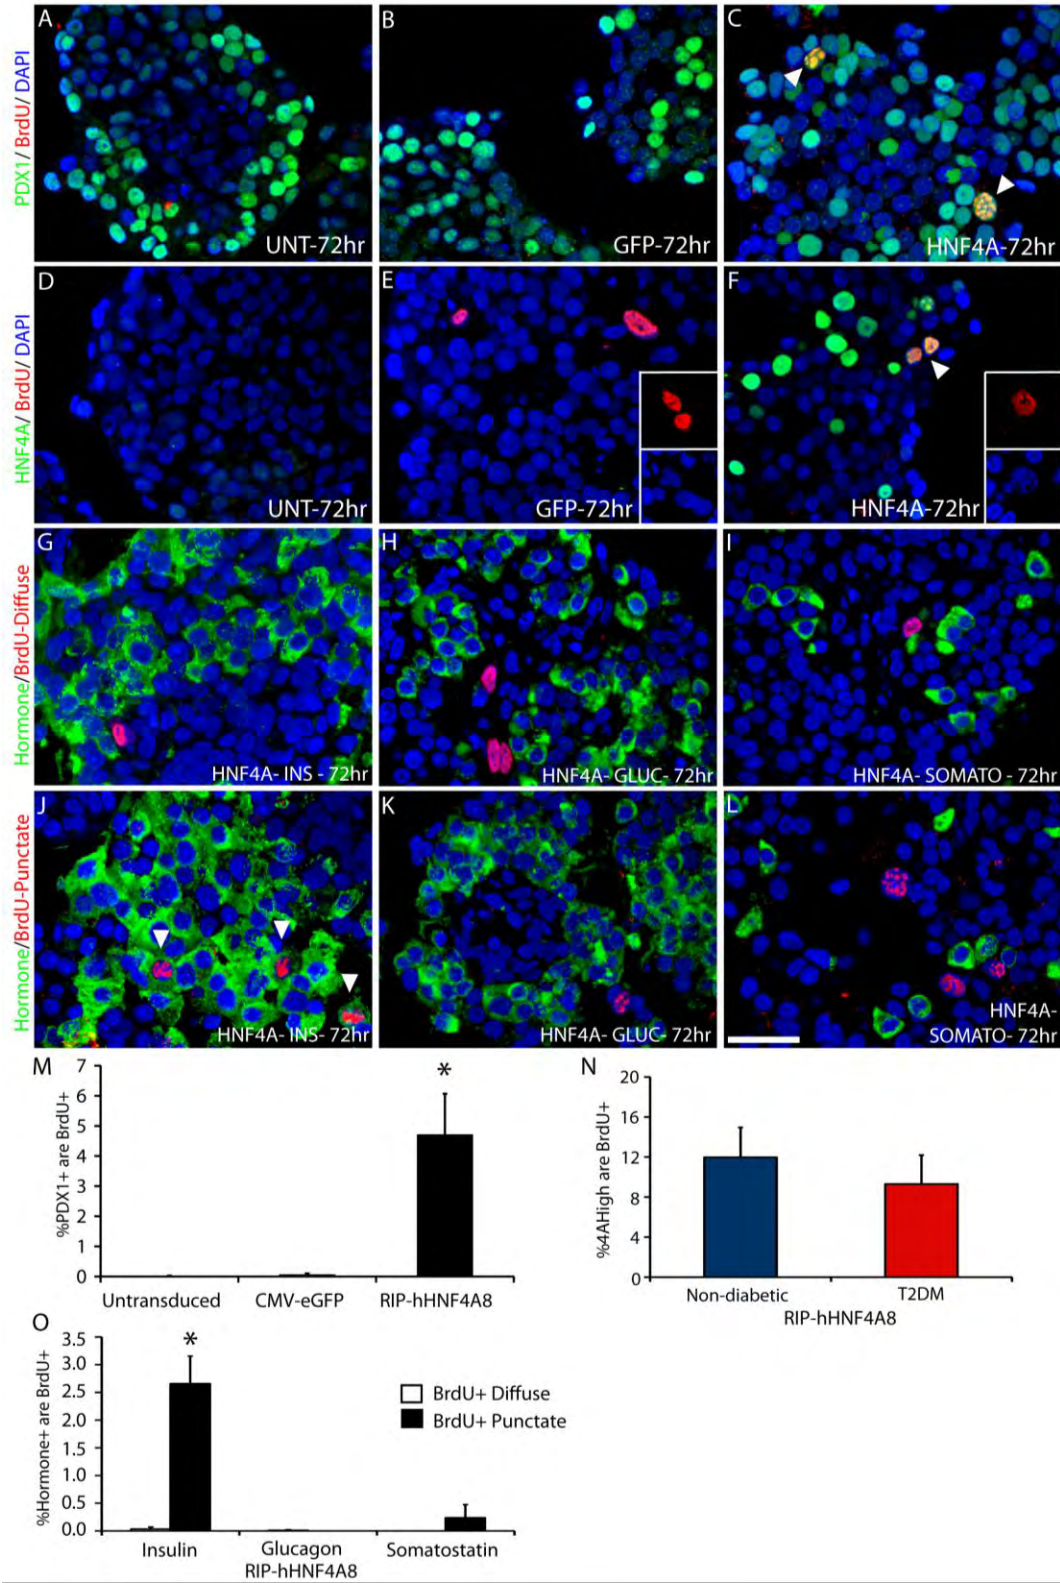 A
B
C
PDX1/ BrdU/ DAPI
UNT-72hr
GFP-72hr
HNF4A-72hr
D
E
F
HNF4A/ BrdU/ DAPI
UNT-72hr
GFP-72hr
HNF4A-72hr
G
H
I
Hormone/BrdU-Diffuse
HNF4A- INS - 72hr
HNF4A- GLUC- 72hr
HNF4A- SOMATO - 72hr
J
K
L
Hormone/BrdU-Punctate
HNF4A- INS- 72hr
HNF4A- GLUC- 72hr
HNF4A-
SOMATO- 72hr
M
%PDX1+ are BrdU+
7
6
5
4
3
2
1
0
*
Untransduced
CMV-eGFP
RIP-hHNF4A8
N
%4AHigh are BrdU+
20
16
12
8
4
0
Non-diabetic
T2DM
RIP-hHNF4A8
O
%Hormone+ are BrdU+
3.5
3.0
2.5
2.0
1.5
1.0
0.5
0.0
*
BrdU+ Diffuse
BrdU+ Punctate
Insulin
Glucagon
Somatostatin
RIP-hHNF4A8